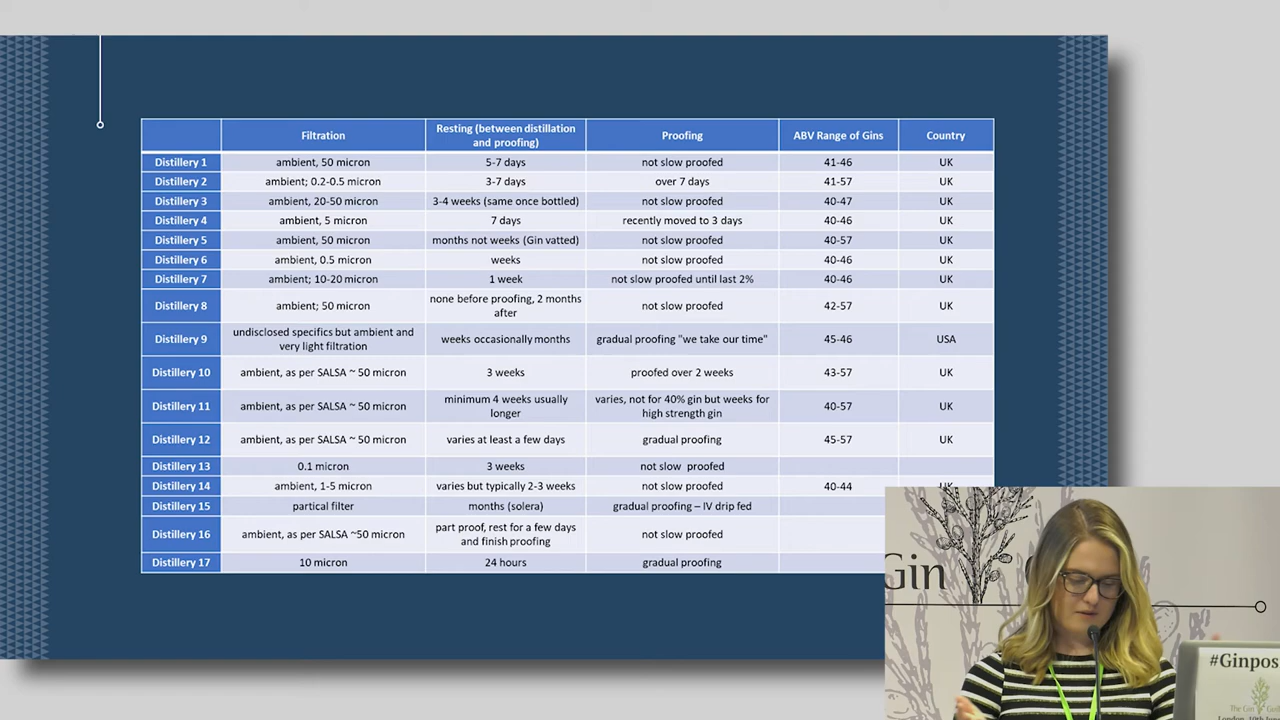 Filtration Resting (between distillation and proofing) Proofing ABV Range of Gins Country
Distillery 1 ambient, 50 micron 5-7 days not slow proofed 41-46 UK
Distillery 2 ambient; 0.2-0.5 micron 3-7 days over 7 days 41-57 UK
Distillery 3 ambient, 20-50 micron 3-4 weeks (same once bottled) not slow proofed 40-47 UK
Distillery 4 ambient, 5 micron 7 days recently moved to 3 days 40-46 UK
Distillery 5 ambient, 50 micron months not weeks (Gin vatted) not slow proofed 40-57 UK
Distillery 6 ambient, 0.5 micron weeks not slow proofed 40-46 UK
Distillery 7 ambient; 10-20 micron 1 week not slow proofed until last 2% 40-46 UK
Distillery 8 ambient; 50 micron none before proofing, 2 months after not slow proofed 42-57 UK
Distillery 9 undisclosed specifics but ambient and very light filtration weeks occasionally months gradual proofing "we take our time" 45-46 USA
Distillery 10 ambient, as per SALSA ~ 50 micron 3 weeks proofed over 2 weeks 43-57 UK
Distillery 11 ambient, as per SALSA ~ 50 micron minimum 4 weeks usually longer varies, not for 40% gin but weeks for high strength gin 40-57 UK
Distillery 12 ambient, as per SALSA ~ 50 micron varies at least a few days gradual proofing 45-57 UK
Distillery 13 0.1 micron 3 weeks not slow proofed
Distillery 14 ambient, 1-5 micron varies but typically 2-3 weeks not slow proofed 40-44 UK
Distillery 15 partical filter months (solera) gradual proofing – IV drip fed
Distillery 16 ambient, as per SALSA ~50 micron part proof, rest for a few days and finish proofing not slow proofed
Distillery 17 10 micron 24 hours gradual proofing
Gin
#Ginpos
The Gin
London